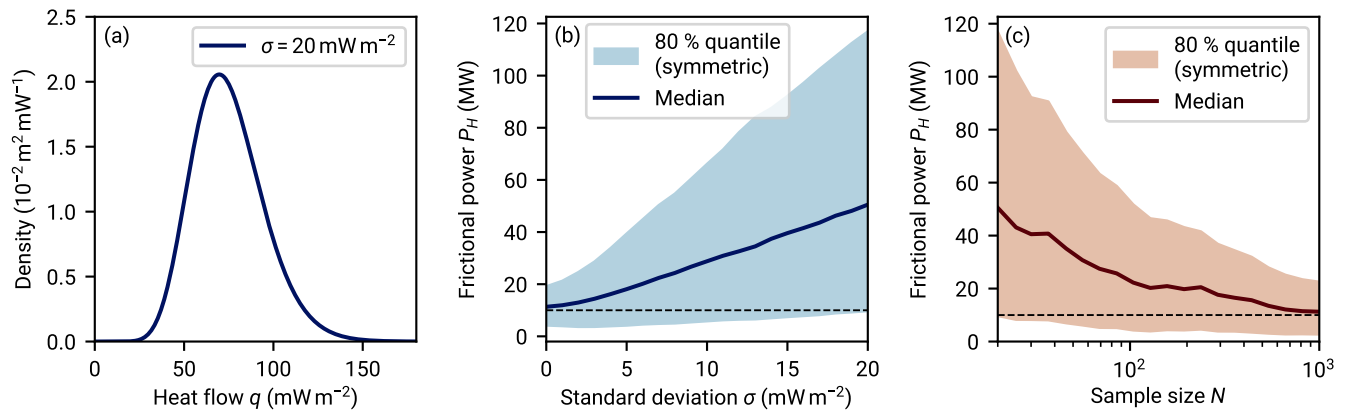 (a)
σ = 20 mW m⁻²
Density (10⁻² m² mW⁻¹)
2.5
2.0
1.5
1.0
0.5
0.0
0
50
100
150
Heat flow q (mW m⁻²)
(b)
80 % quantile
(symmetric)
Median
Frictional power P_H (MW)
120
100
80
60
40
20
0
0
5
10
15
20
Standard deviation σ (mW m⁻²)
(c)
80 % quantile
(symmetric)
Median
Frictional power P_H (MW)
120
100
80
60
40
20
0
10²
10³
Sample size N